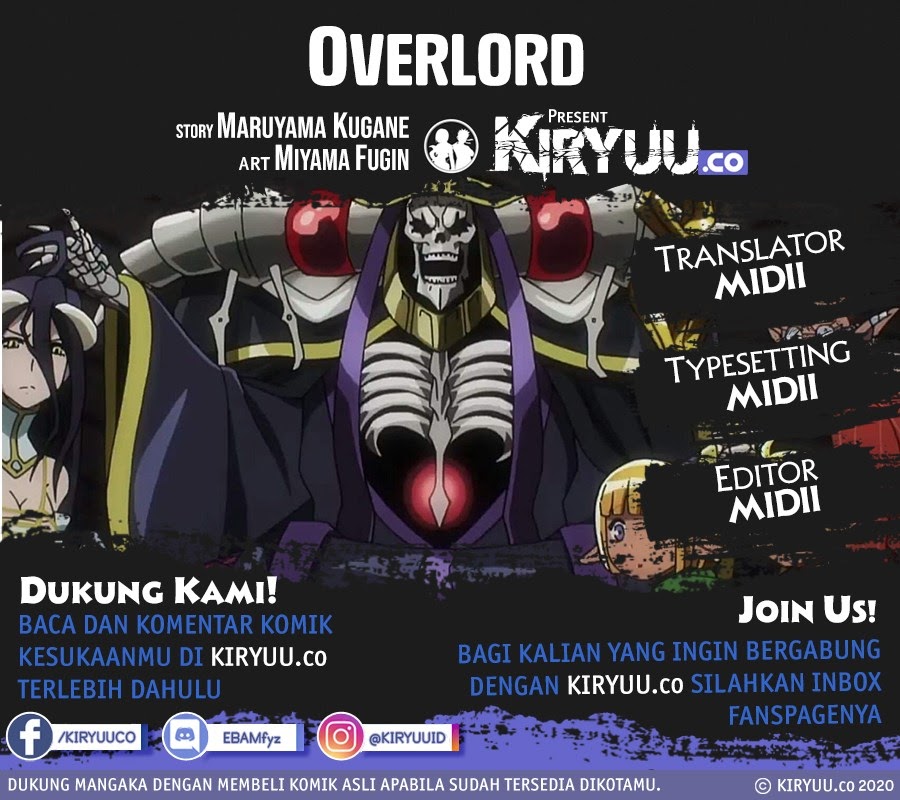 OVERLORD
STORY MARUYAMA KUGANE
ART MIYAMA FUGIN
PRESENT
KIRYUU.CO
TRANSLATOR
MIDII
TYPESETTING
MIDII
EDITOR
MIDII
DUKUNG KAMI!
BACA DAN KOMENTAR KOMIK
KESUKAANMU DI KIRYUU.co
TERLEBIH DAHULU
JOIN US!
BAGI KALIAN YANG INGIN BERGABUNG
DENGAN KIRYUU.co SILAHKAN INBOX
FANSPAGENYA
/KIRYUUCO
EBAMfyz
@KIRYUUID
DUKUNG MANGAKA DENGAN MEMBELI KOMIK ASLI APABILA SUDAH TERSEDIA DIKOTAMU.
© KIRYUU.co 2020